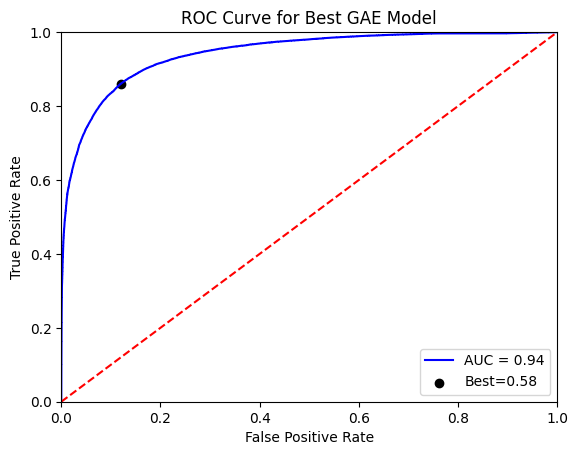 ROC Curve for Best GAE Model
True Positive Rate
1.0
0.8
0.6
0.4
0.2
0.0
AUC = 0.94
Best=0.58
0.0 0.2 0.4 0.6 0.8 1.0
False Positive Rate